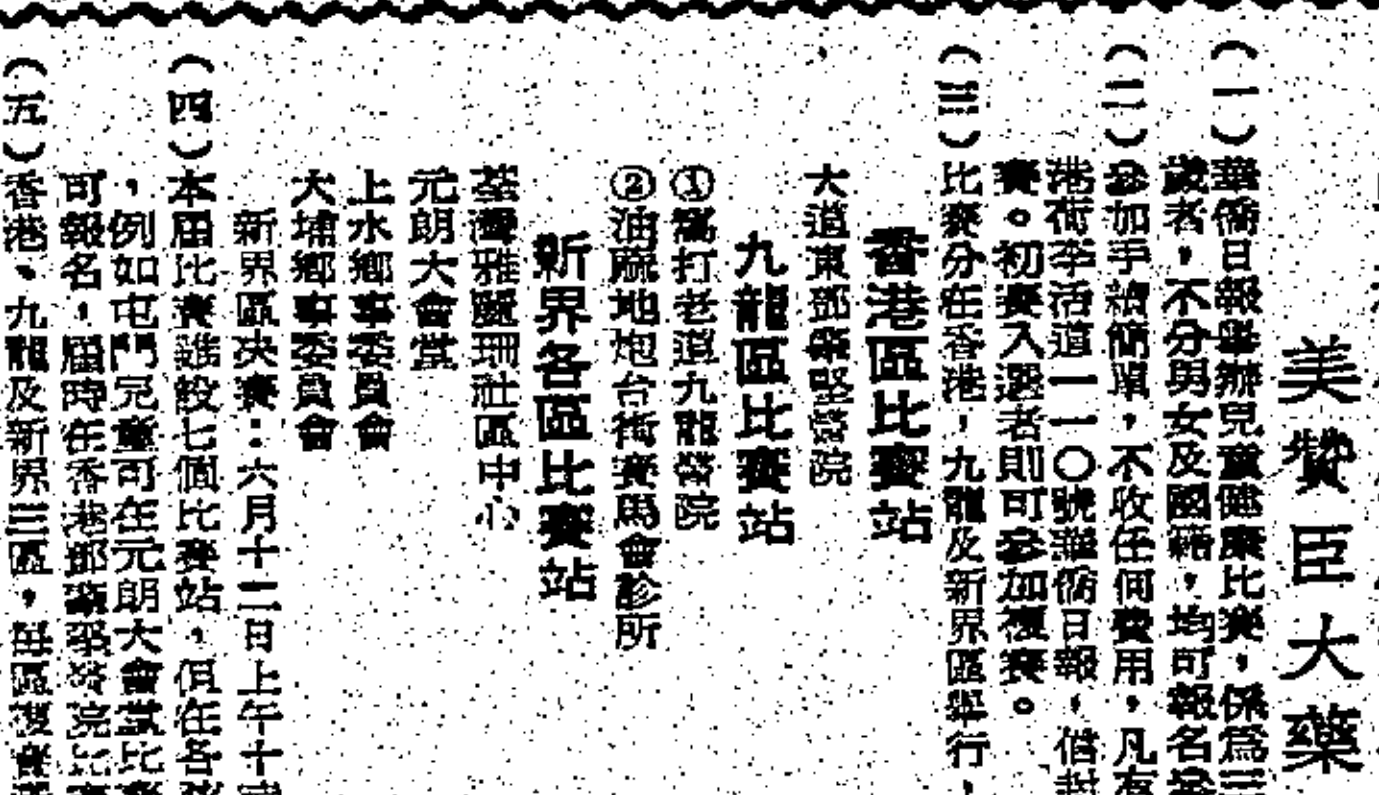 美贊臣大藥
(一)華僑日報舉辦兒童健康比賽,係為三
歲者,不分男女及國籍,均可報名參
(二)參加手續簡單,不收任何費用,凡有
港荷李活道一一〇號華僑日報,借封
賽。初賽入選者則可參加複賽。
(三)比賽分在香港,九龍及新界區舉行,
香港區比賽站
大道東鄧肇堅醫院
九龍區比賽站
①窩打老道九龍醫院
②油蔴地炮台街賽馬會診所
新界各區比賽站
荃灣雅麗珊社區中心
元朗大會堂
上水鄉事委員會
大埔鄉事委員會
新界區決賽:六月十二日上午十時
(四)本屆比賽雖設七個比賽站,但在各
,例如屯門兒童可在元朗大會堂比賽
可報名,屆時在香港鄧肇堅醫院比賽
(五)香港、九龍及新界三區,每區複賽